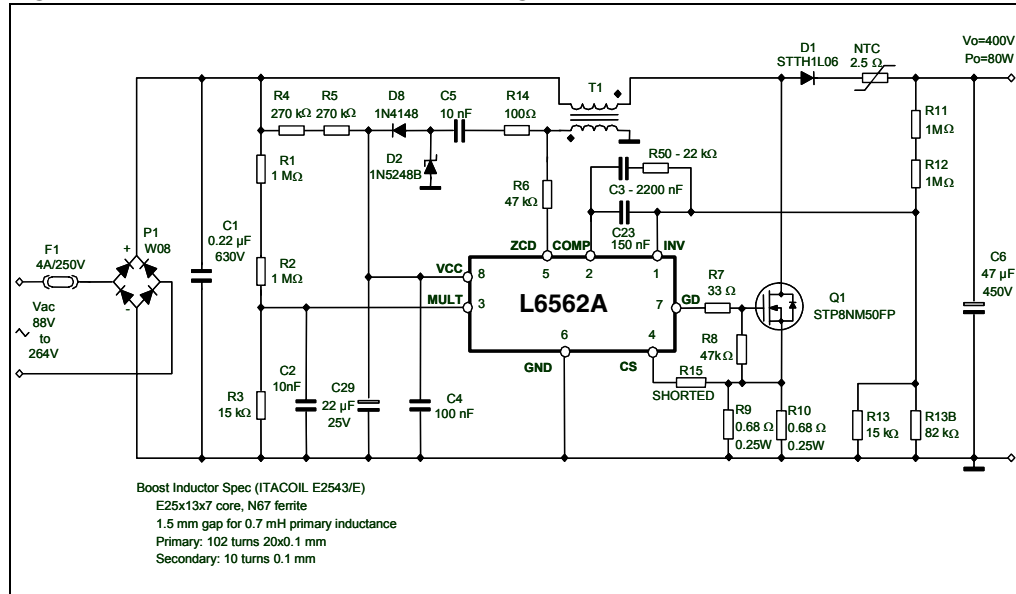 D1
STTH1L06
NTC
2.5 Ω
Vo=400V
Po=80W
T1
R4
270 kΩ
R5
270 kΩ
D8
1N4148
C5
10 nF
R14
100Ω
R11
1MΩ
R50 - 22 kΩ
D2
1N5248B
R1
1 MΩ
R6
47 kΩ
C3 - 2200 nF
R12
1MΩ
C23
150 nF
P1
W08
C1
0.22 µF
630V
F1
4A/250V
ZCD
COMP
INV
5
2
1
R2
1 MΩ
VCC
8
MULT
3
L6562A
7
GD
R7
33 Ω
Q1
STP8NM50FP
C6
47 µF
450V
Vac
88V
to
264V
+
-
6
4
GND
CS
R8
47kΩ
R15
SHORTED
R3
15 kΩ
C2
10nF
C29
22 µF
25V
C4
100 nF
R9
0.68 Ω
0.25W
R10
0.68 Ω
0.25W
R13
15 kΩ
R13B
82 kΩ
Boost Inductor Spec (ITACOIL E2543/E)
E25x13x7 core, N67 ferrite
1.5 mm gap for 0.7 mH primary inductance
Primary: 102 turns 20x0.1 mm
Secondary: 10 turns 0.1 mm